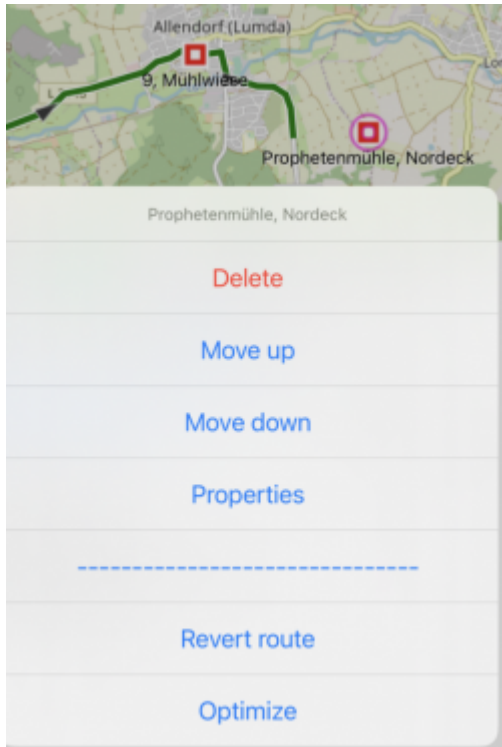 Allendorf (Lumda)
9, Mühlwiese
Prophetenmühle, Nordeck
Prophetenmühle, Nordeck
Delete
Move up
Move down
Properties
-------------------------------
Revert route
Optimize